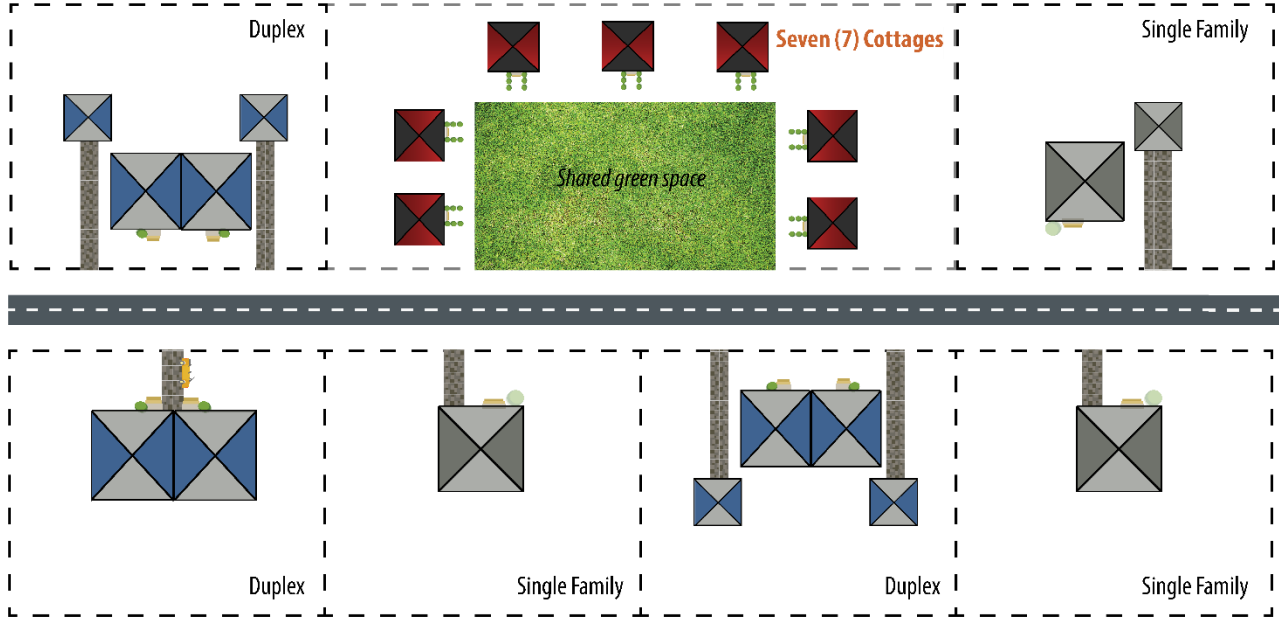 Duplex
Seven (7) Cottages
Single Family
Shared green space
Duplex
Single Family
Duplex
Single Family